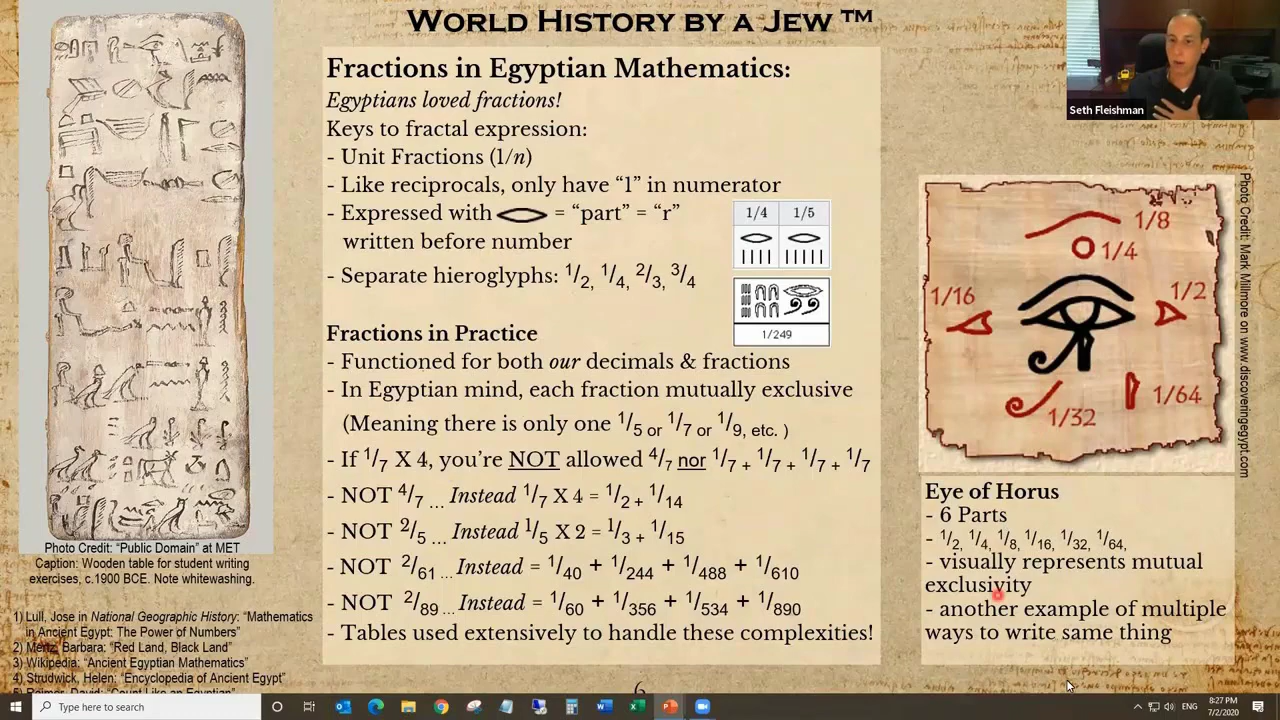 World History by a Jew ™
Seth Fleishman
Fractions in Egyptian Mathematics:
Egyptians loved fractions!
Keys to fractal expression:
- Unit Fractions (1/n)
- Like reciprocals, only have “1” in numerator
- Expressed with = “part” = “r”
written before number
- Separate hieroglyphs: 1/2, 1/4, 2/3, 3/4
1/4 1/5
1/249
Fractions in Practice
- Functioned for both our decimals & fractions
- In Egyptian mind, each fraction mutually exclusive
(Meaning there is only one 1/5 or 1/7 or 1/9, etc. )
- If 1/7 X 4, you’re NOT allowed 4/7 nor 1/7 + 1/7 + 1/7 + 1/7
- NOT 4/7 ... Instead 1/7 X 4 = 1/2 + 1/14
- NOT 2/5 ... Instead 1/5 X 2 = 1/3 + 1/15
- NOT 2/61 ... Instead = 1/40 + 1/244 + 1/488 + 1/610
- NOT 2/89 ... Instead = 1/60 + 1/356 + 1/534 + 1/890
- Tables used extensively to handle these complexities!
Photo Credit: “Public Domain” at MET
Caption: Wooden table for student writing
exercises, c.1900 BCE. Note whitewashing.
1) Lull, Jose in National Geographic History: “Mathematics
in Ancient Egypt: The Power of Numbers”
2) Mertz, Barbara: “Red Land, Black Land”
3) Wikipedia: “Ancient Egyptian Mathematics”
4) Strudwick, Helen: “Encyclopedia of Ancient Egypt”
1/8
1/4
1/16
1/2
1/32
1/64
Photo Credit: Mark Millmore on www.discoveringegypt.com
Eye of Horus
- 6 Parts
- 1/2, 1/4, 1/8, 1/16, 1/32, 1/64,
- visually represents mutual
exclusivity
- another example of multiple
ways to write same thing
Type here to search
ENG
8:27 PM
7/2/2020